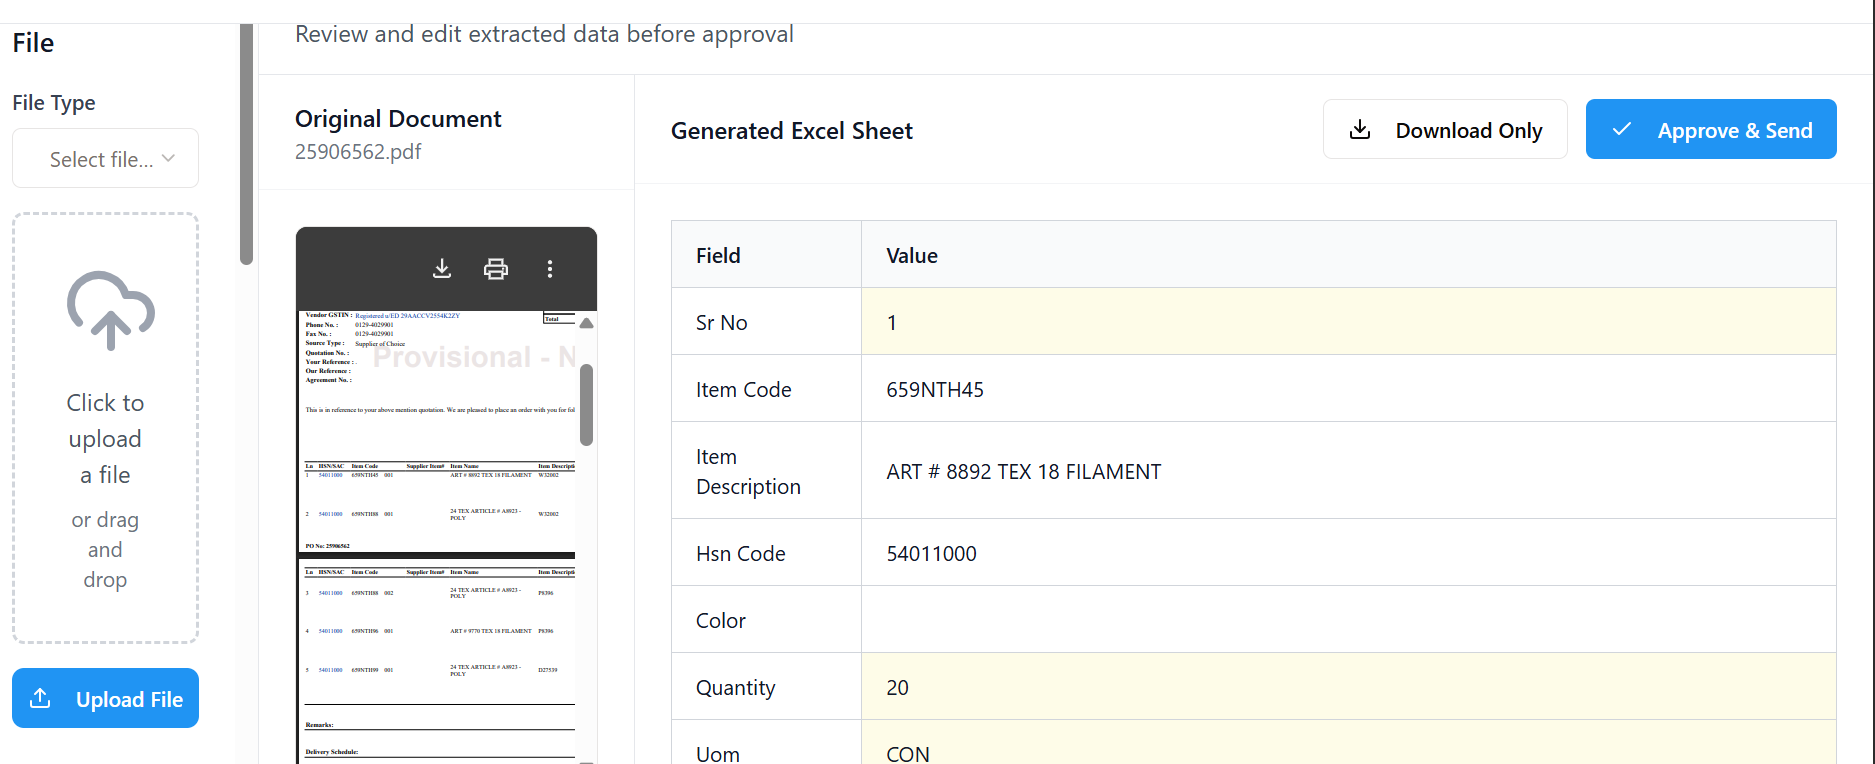 File
File Type
Select file...
Click to
upload
a file
or drag
and
drop
Upload File
Review and edit extracted data before approval
Original Document
25906562.pdf
Vendor GSTIN : Registered u/ED 29AACCV2554K2ZY
Phone No. : 0129-4029901
Fax No. : 0129-4029901
Source Type : Supplier of Choice
Quotation No. :
Your Reference : .
Our Reference :
Agreement No. :
Total
Provisional - N
This is in reference to your above mention quotation. We are pleased to place an order with you for fol
Ln HSN/SAC Item Code Supplier Item# Item Name Item Descripti
1 54011000 659NTH45 001 ART # 8892 TEX 18 FILAMENT W32002
2 54011000 659NTH88 001 24 TEX ARTICLE # A8923 - POLY W32002
PO No: 25906562
Ln HSN/SAC Item Code Supplier Item# Item Name Item Descripti
3 54011000 659NTH88 002 24 TEX ARTICLE # A8923 - POLY P8396
4 54011000 659NTH96 001 ART # 9770 TEX 18 FILAMENT P8396
5 54011000 659NTH99 001 24 TEX ARTICLE # A8923 - POLY D27539
Remarks:
Delivery Schedule:
Generated Excel Sheet
Download Only
Approve & Send
Field Value
Sr No 1
Item Code 659NTH45
Item
Description
ART # 8892 TEX 18 FILAMENT
Hsn Code 54011000
Color
Quantity 20
Uom CON